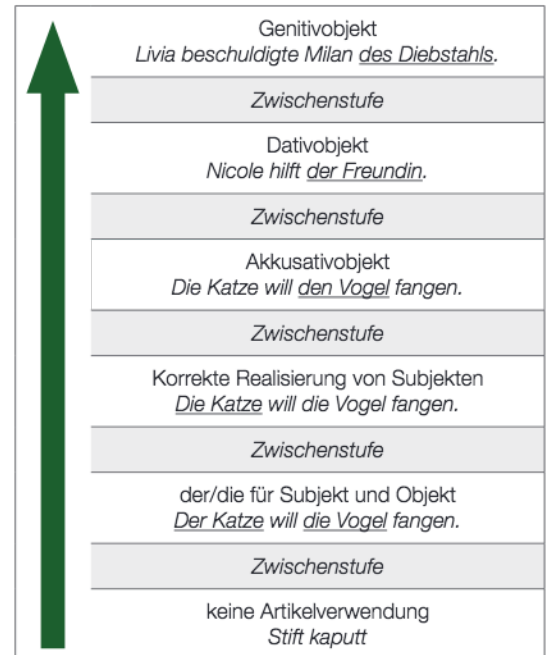 Genitivobjekt
Livia beschuldigte Milan des Diebstahls.
Zwischenstufe
Dativobjekt
Nicole hilft der Freundin.
Zwischenstufe
Akkusativobjekt
Die Katze will den Vogel fangen.
Zwischenstufe
Korrekte Realisierung von Subjekten
Die Katze will die Vogel fangen.
Zwischenstufe
der/die für Subjekt und Objekt
Der Katze will die Vogel fangen.
Zwischenstufe
keine Artikelverwendung
Stift kaputt